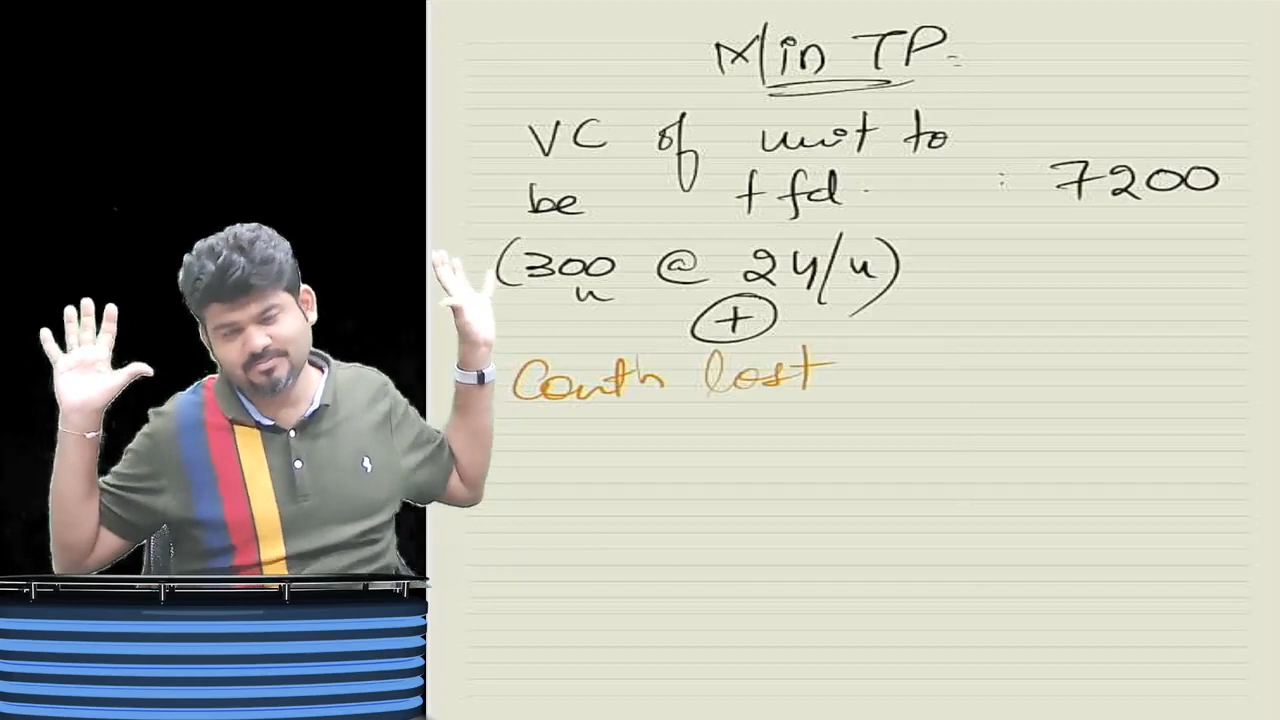 Min TP
VC of unit to
be tfd. : 7200
(300 @ 24/u)
u
+
Contn lost